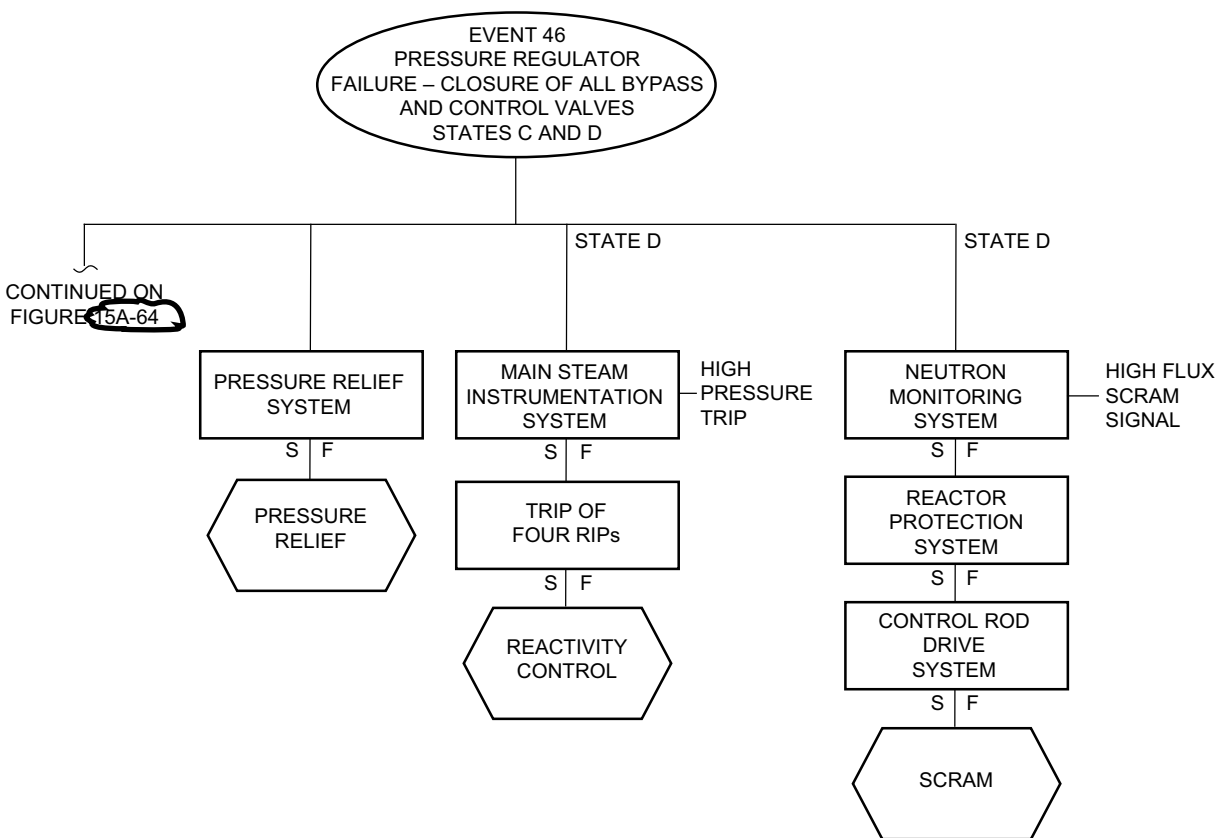 EVENT 46
PRESSURE REGULATOR
FAILURE – CLOSURE OF ALL BYPASS
AND CONTROL VALVES
STATES C AND D
STATE D
STATE D
CONTINUED ON
FIGURE 15A-64
PRESSURE RELIEF
SYSTEM
S F
PRESSURE
RELIEF
MAIN STEAM
INSTRUMENTATION
SYSTEM
HIGH
PRESSURE
TRIP
S F
TRIP OF
FOUR RIPs
S F
REACTIVITY
CONTROL
NEUTRON
MONITORING
SYSTEM
HIGH FLUX
SCRAM
SIGNAL
S F
REACTOR
PROTECTION
SYSTEM
S F
CONTROL ROD
DRIVE
SYSTEM
S F
SCRAM